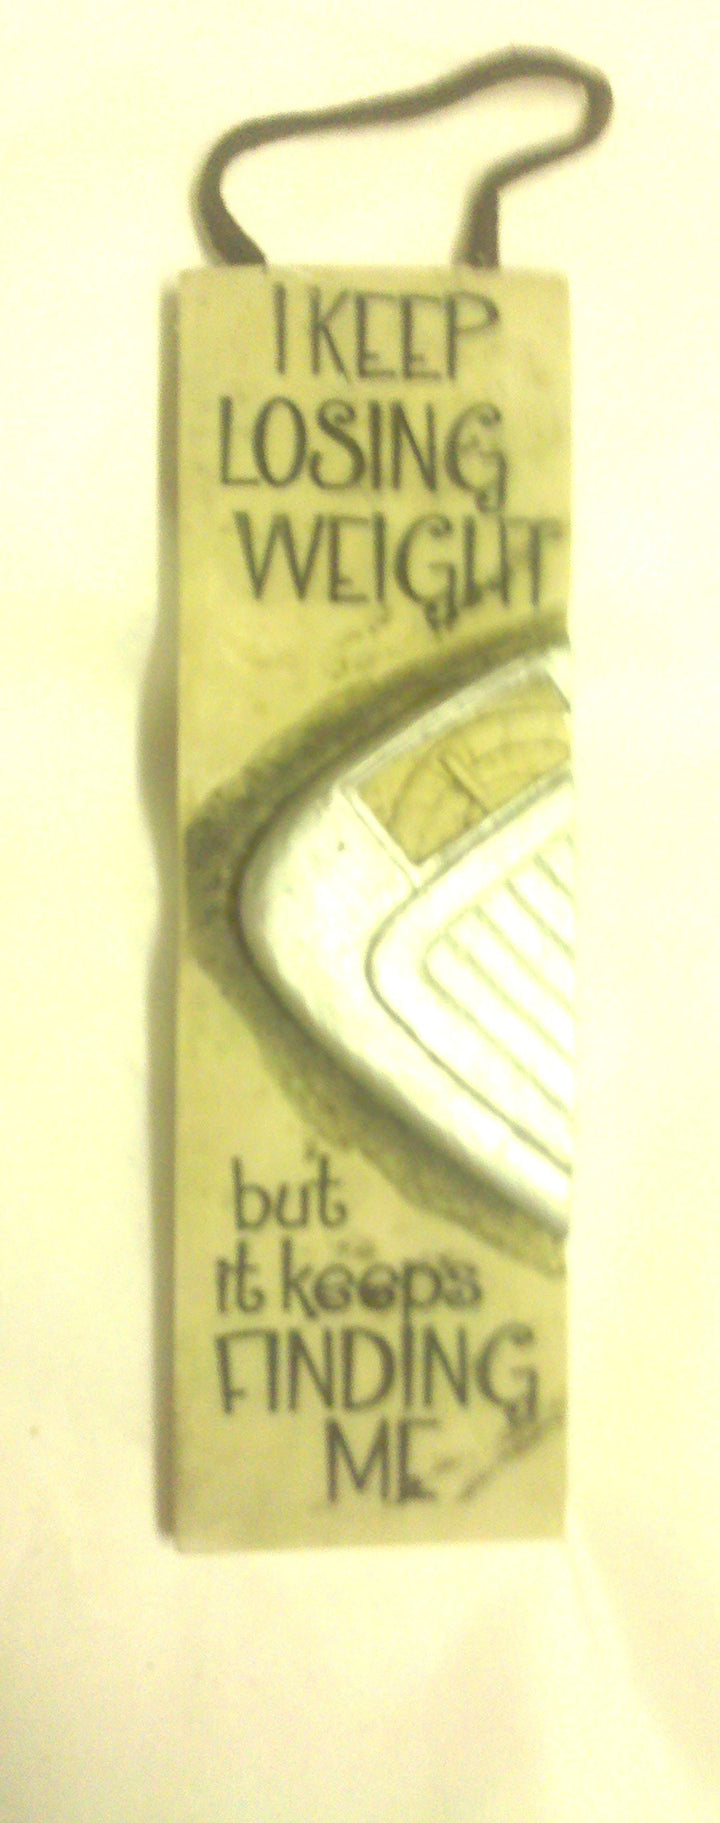 I KEEP
LOSING
WEIGHT
but
it keeps
FINDING
ME